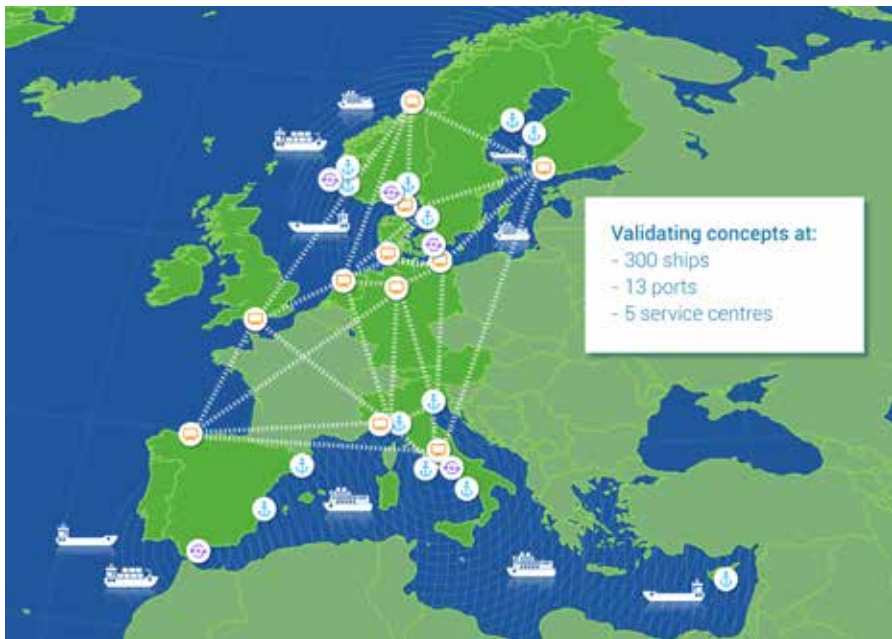 Validating concepts at:
- 300 ships
- 13 ports
- 5 service centres